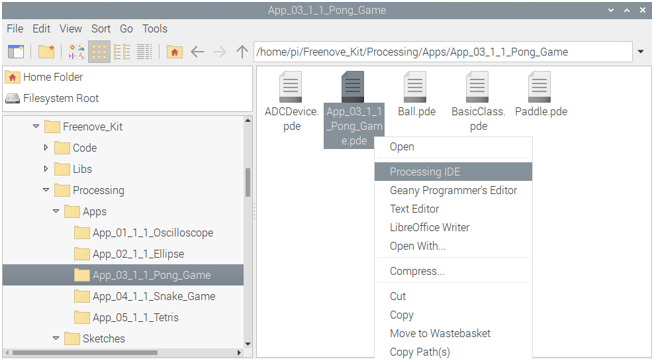 App_03_1_1_Pong_Game
File Edit View Sort Go Tools
/home/pi/Freenove_Kit/Processing/Apps/App_03_1_1_Pong_Game
Home Folder
Filesystem Root
Freenove_Kit
Code
Libs
Processing
Apps
App_01_1_1_Oscilloscope
App_02_1_1_Ellipse
App_03_1_1_Pong_Game
App_04_1_1_Snake_Game
App_05_1_1_Tetris
Sketches
ADCDevice.
pde
App_03_1_1
_Pong_Gam
e.pde
Ball.pde
BasicClass.
pde
Paddle.pde
Open
Processing IDE
Geany Programmer's Editor
Text Editor
LibreOffice Writer
Open With...
Compress...
Cut
Copy
Move to Wastebasket
Copy Path(s)